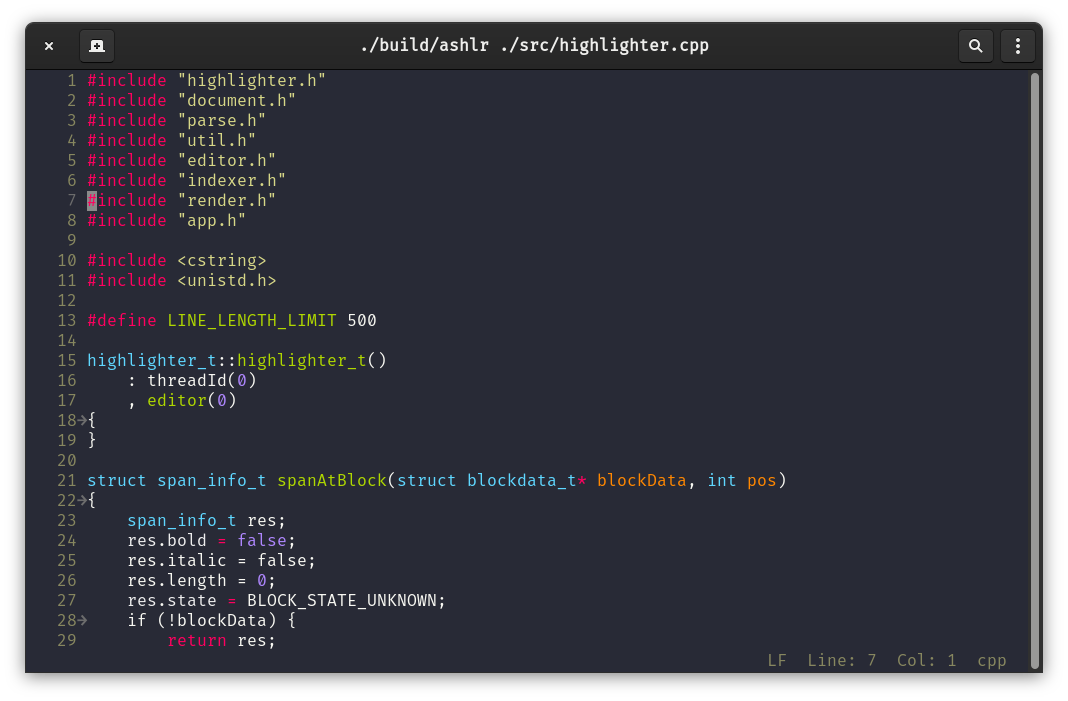 ./build/ashlr ./src/highlighter.cpp
1 #include "highlighter.h"
2 #include "document.h"
3 #include "parse.h"
4 #include "util.h"
5 #include "editor.h"
6 #include "indexer.h"
7 #include "render.h"
8 #include "app.h"
9
10 #include <cstring>
11 #include <unistd.h>
12
13 #define LINE_LENGTH_LIMIT 500
14
15 highlighter_t::highlighter_t()
16     : threadId(0)
17     , editor(0)
18→{
19 }
20
21 struct span_info_t spanAtBlock(struct blockdata_t* blockData, int pos)
22→{
23     span_info_t res;
24     res.bold = false;
25     res.italic = false;
26     res.length = 0;
27     res.state = BLOCK_STATE_UNKNOWN;
28→    if (!blockData) {
29         return res;
LF  Line: 7  Col: 1  cpp